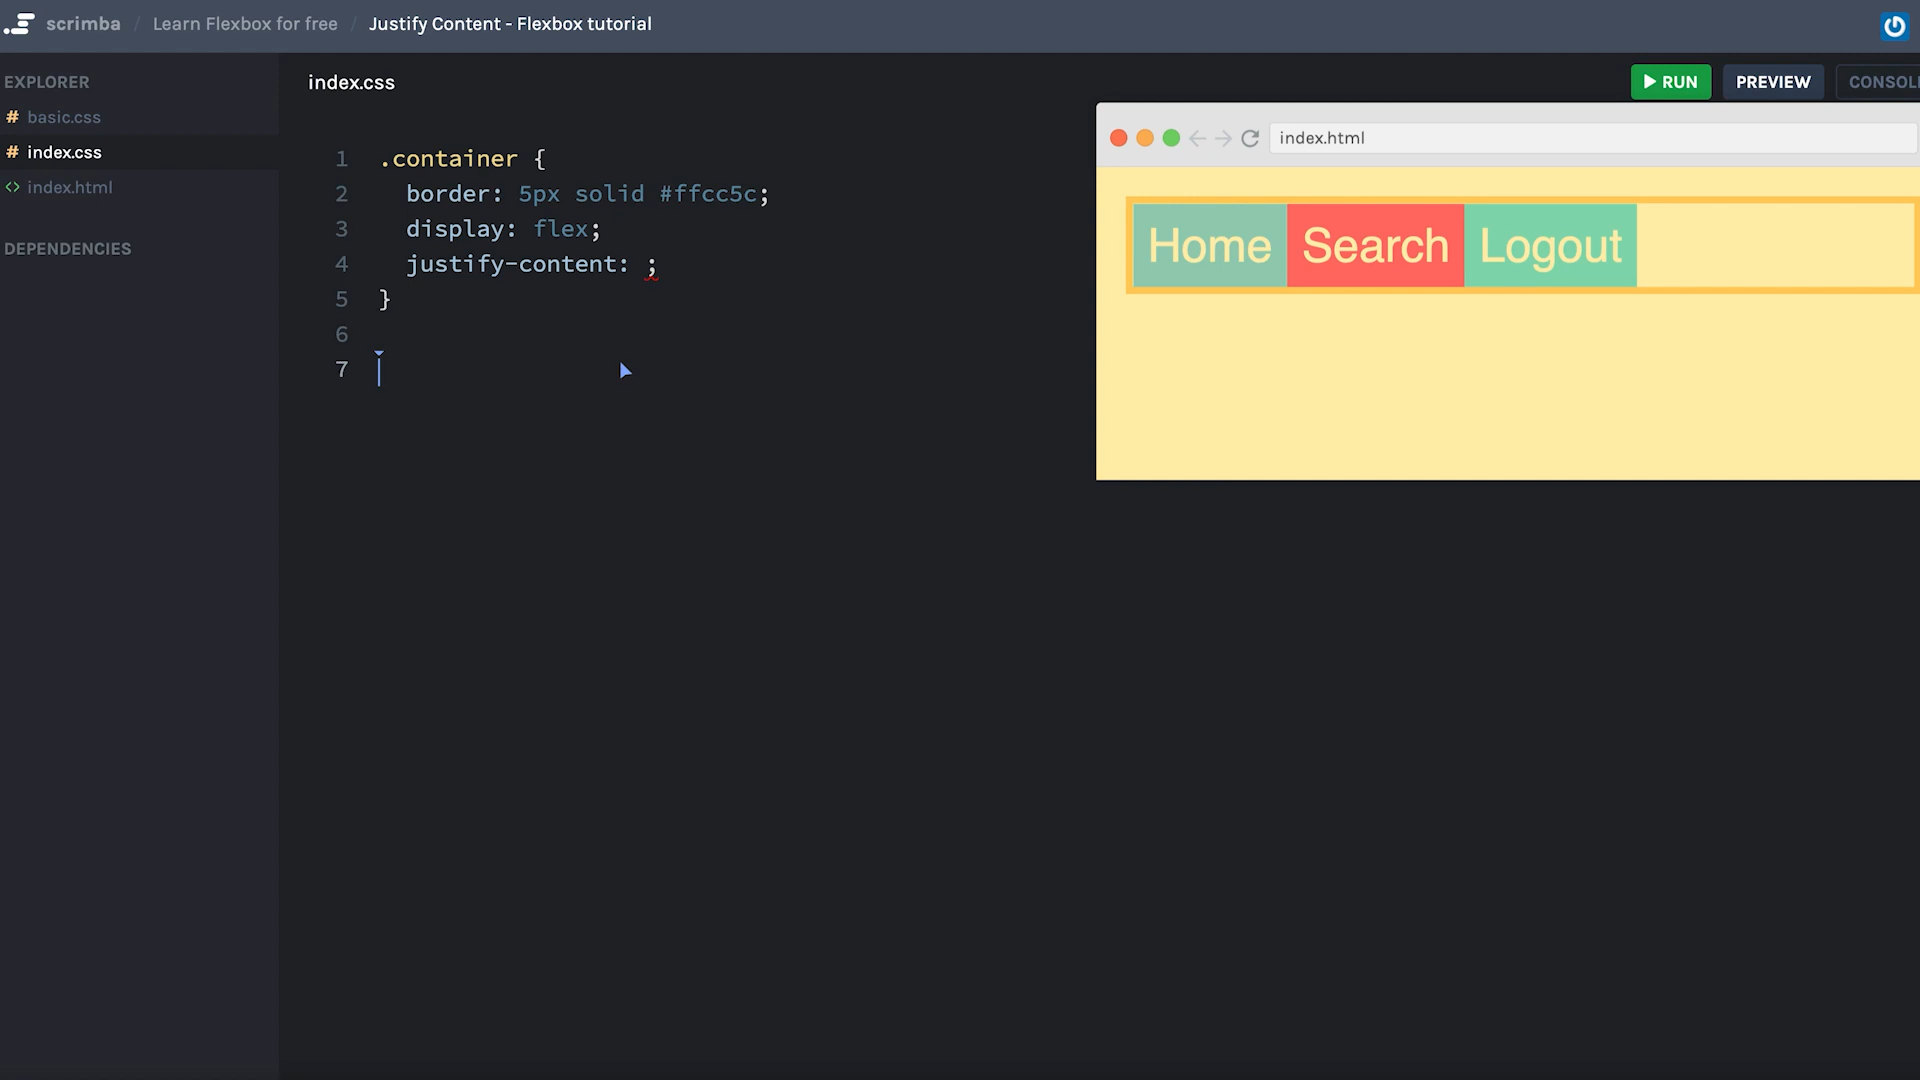 scrimba / Learn Flexbox for free / Justify Content - Flexbox tutorial
EXPLORER
# basic.css
# index.css
<> index.html
DEPENDENCIES
index.css
RUN PREVIEW CONSOL
index.html
1 .container {
2 border: 5px solid #ffcc5c;
3 display: flex;
4 justify-content: ;
5 }
6
7
Home Search Logout